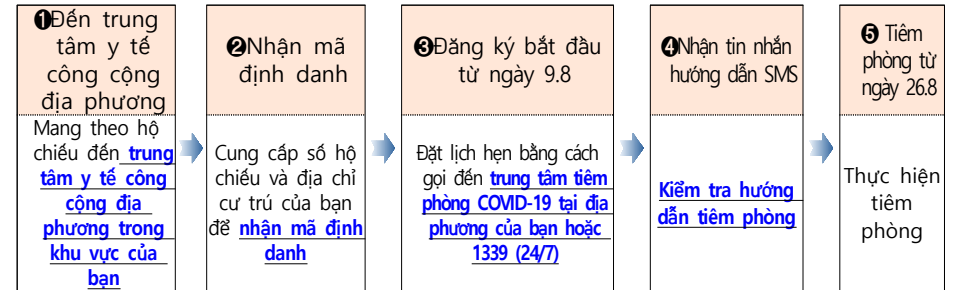 ❶Đến trung
tâm y tế
công cộng
địa phương
Mang theo hộ
chiếu đến trung
tâm y tế công
cộng địa
phương trong
khu vực của
bạn
❷Nhận mã
định danh
Cung cấp số hộ
chiếu và địa chỉ
cư trú của bạn
để nhận mã định
danh
❸Đăng ký bắt đầu
từ ngày 9.8
Đặt lịch hẹn bằng cách
gọi đến trung tâm tiêm
phòng COVID-19 tại địa
phương của bạn hoặc
1339 (24/7)
❹Nhận tin nhắn
hướng dẫn SMS
Kiểm tra hướng
dẫn tiêm phòng
❺ Tiêm
phòng từ
ngày 26.8
Thực hiện
tiêm
phòng